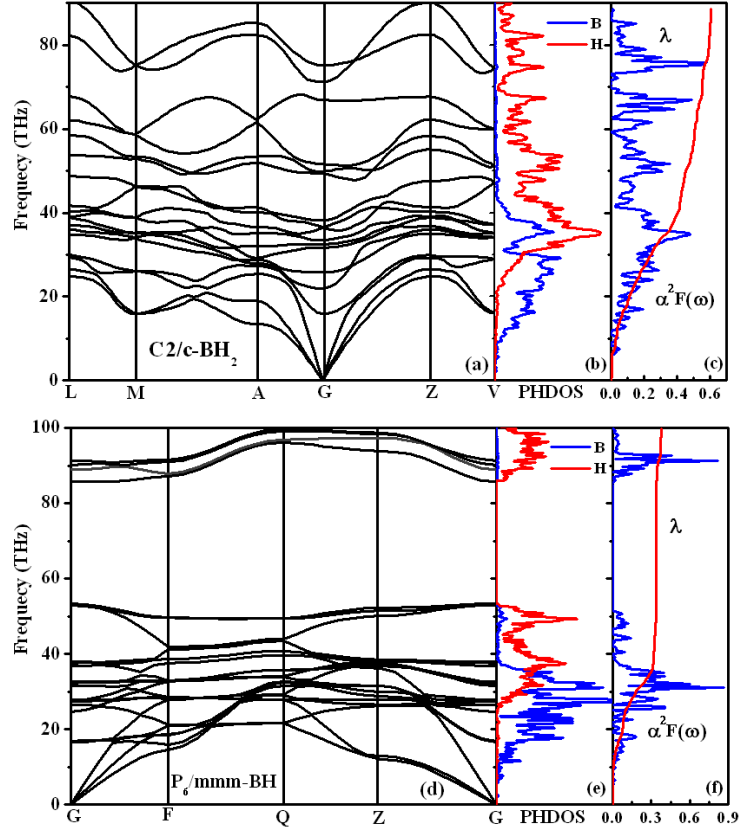 80
60
40
20
0
Frequecy (THz)
B
H
λ
α²F(ω)
C2/c-BH₂
(a)
(b)
(c)
L M A G Z V
PHDOS
0.0 0.2 0.4 0.6
100
80
60
40
20
0
Frequecy (THz)
B
H
λ
α²F(ω)
P₆/mmm-BH
(d)
(e)
(f)
G F Q Z G
PHDOS
0.0 0.3 0.6 0.9